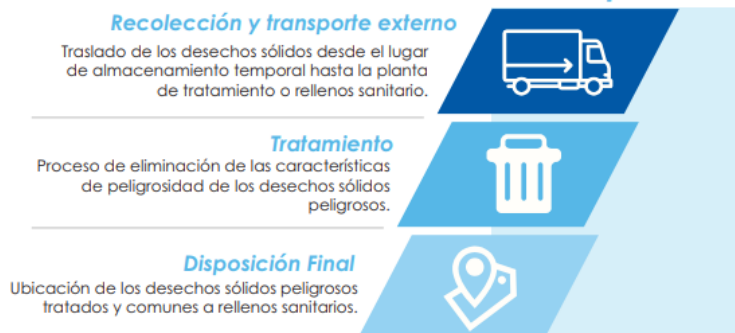 Recolección y transporte externo
Traslado de los desechos sólidos desde el lugar
de almacenamiento temporal hasta la planta
de tratamiento o rellenos sanitario.
Tratamiento
Proceso de eliminación de las características
de peligrosidad de los desechos sólidos
peligrosos.
Disposición Final
Ubicación de los desechos sólidos peligrosos
tratados y comunes a rellenos sanitarios.